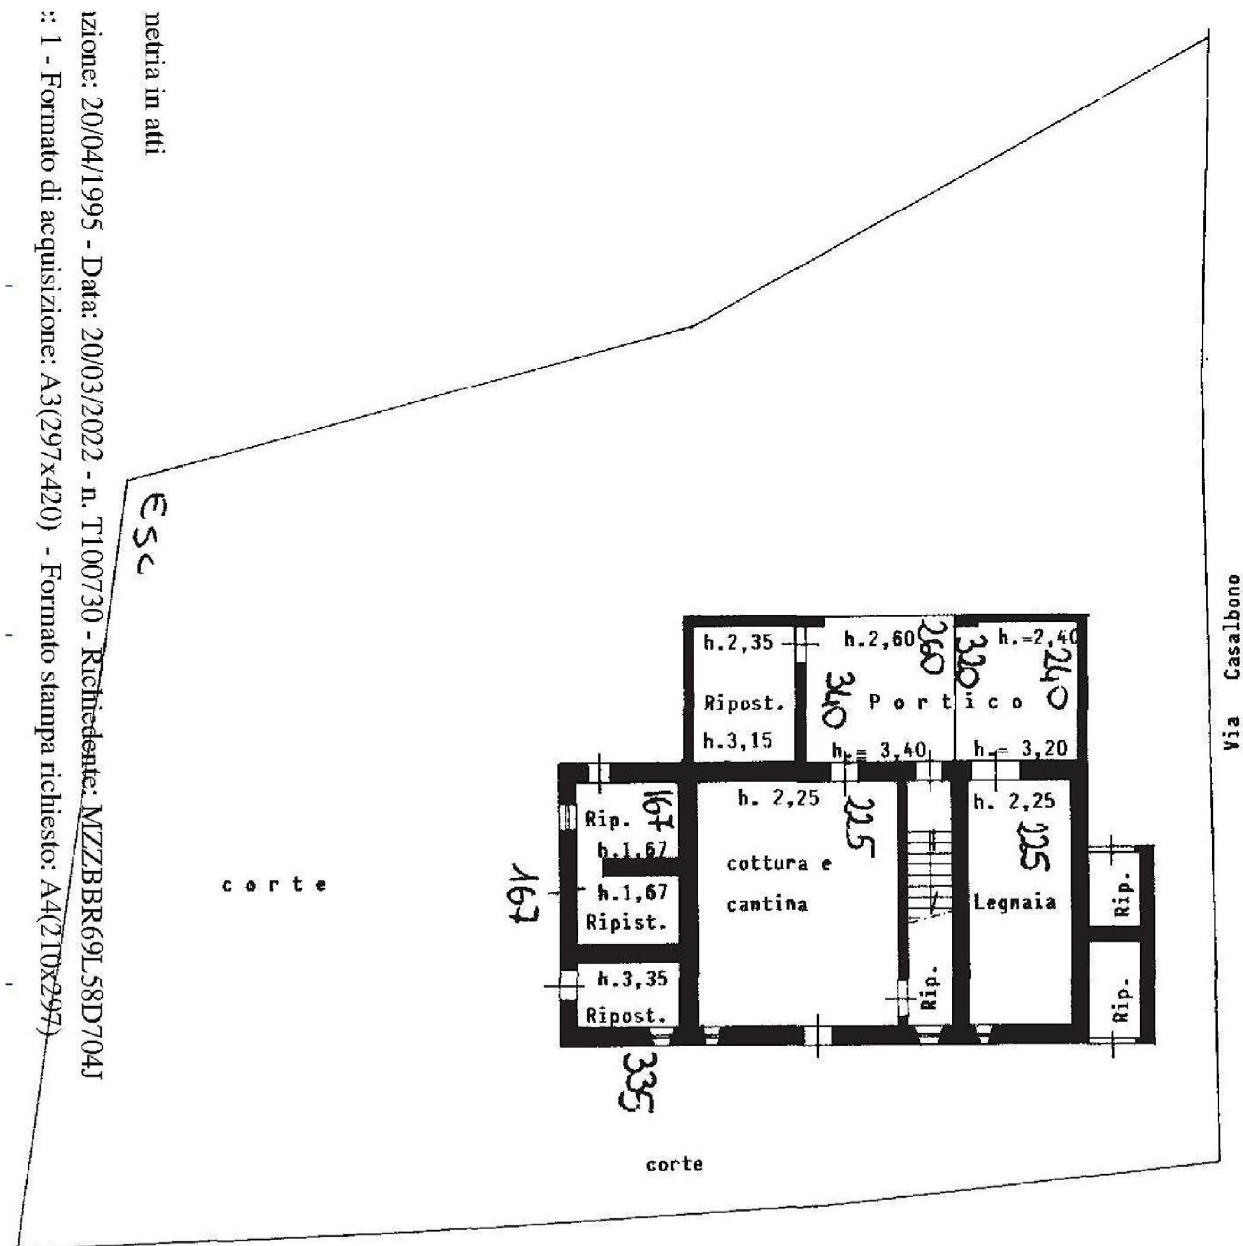 netria in atti
zione: 20/04/1995 - Data: 20/03/2022 - n. T100730 - Richiedente: MZZBBR69L58D704J
: 1 - Formato di acquisizione: A3(297x420) - Formato stampa richiesto: A4(210x297)
ESC
Via Casalbono
h.2,35
h.2,60
260
h.=2,40
240
320
340
Ripost.
Portico
h.3,15
h.= 3,40
h.= 3,20
h. 2,25
225
h. 2,25
225
Rip.
167
h.1,67
cottura e
cantina
Legnaia
Rip.
corte
167
h.1,67
Ripist.
h.3,35
Ripost.
Rip.
Rip.
335
corte